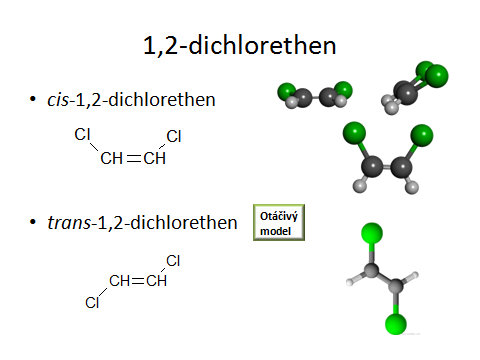 1,2-dichlorethen
• cis-1,2-dichlorethen
Cl Cl
CH=CH
• trans-1,2-dichlorethen
Otáčivý
model
Cl
CH=CH
Cl